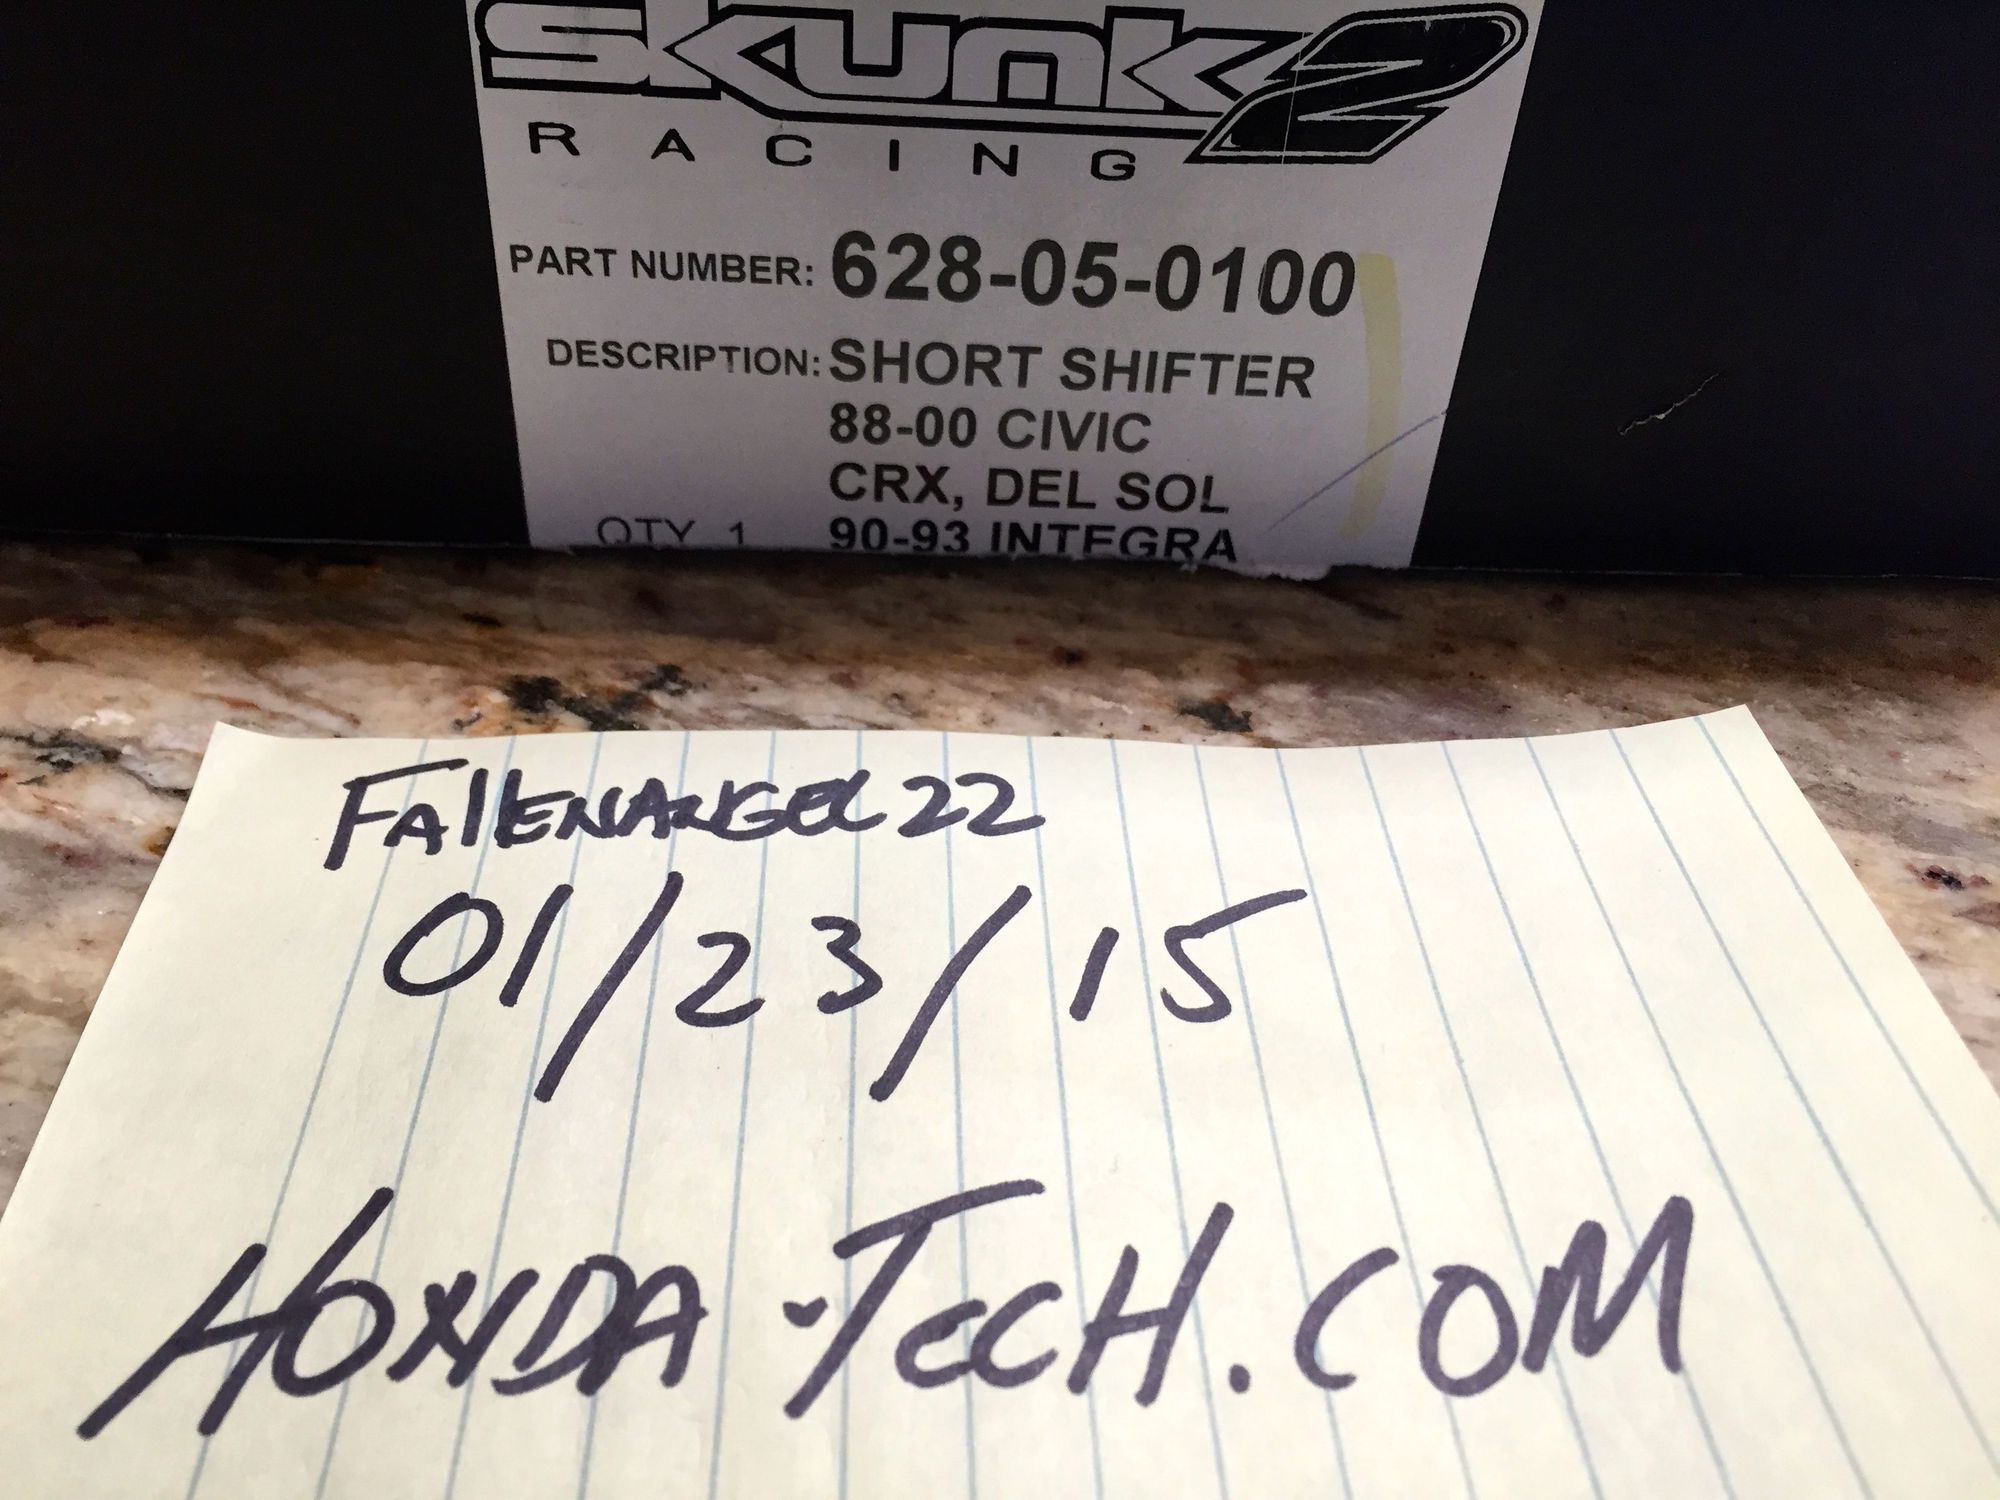 skunk2
RACING
PART NUMBER: 628-05-0100
DESCRIPTION: SHORT SHIFTER
88-00 CIVIC
CRX, DEL SOL
QTY 1 90-93 INTEGRA
FAllENANGEL22
01/23/15
HONDA-TECH.COM